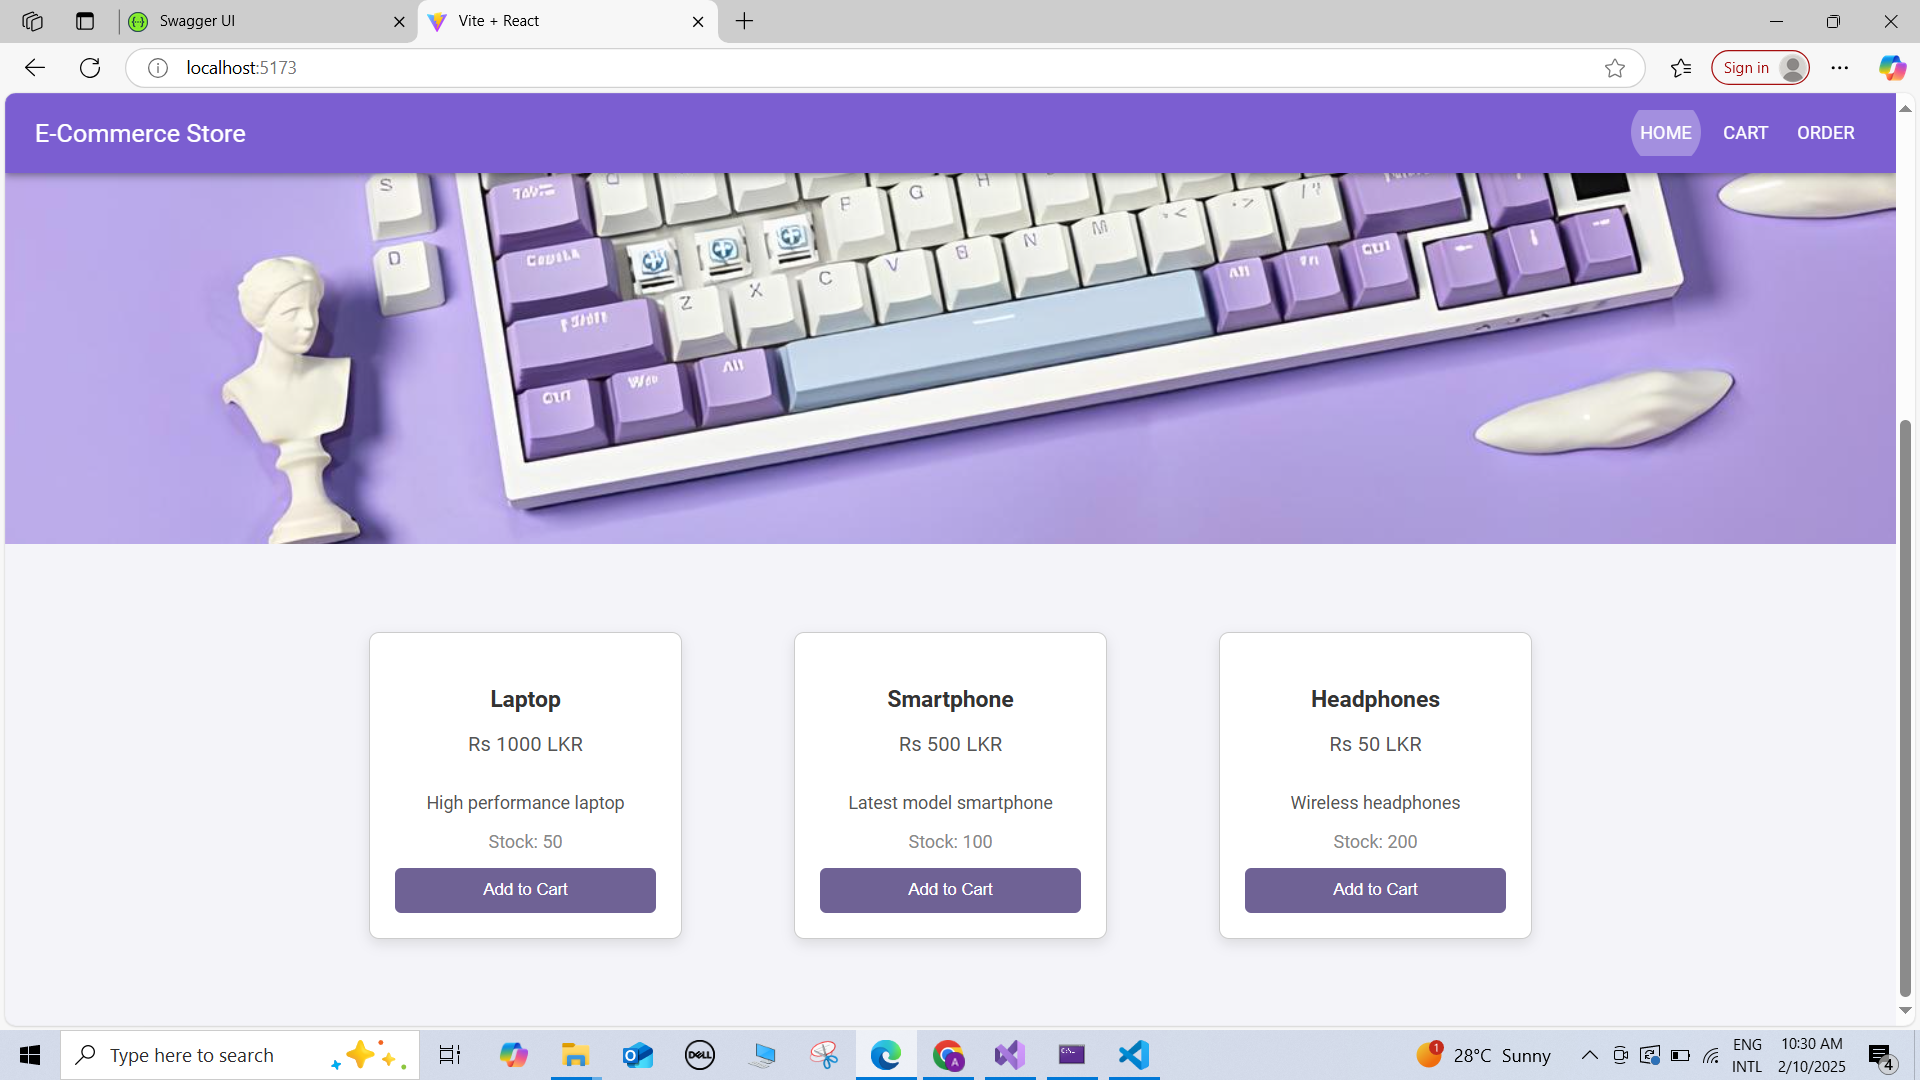 Swagger UI
Vite + React
localhost:5173
Sign in
E-Commerce Store
HOME
CART
ORDER
S
D
F
G
H
Z
X
C
V
B
N
M
Laptop
Rs 1000 LKR
High performance laptop
Stock: 50
Add to Cart
Smartphone
Rs 500 LKR
Latest model smartphone
Stock: 100
Add to Cart
Headphones
Rs 50 LKR
Wireless headphones
Stock: 200
Add to Cart
Type here to search
DELL
A
1
28°C Sunny
ENG
INTL
10:30 AM
2/10/2025
4